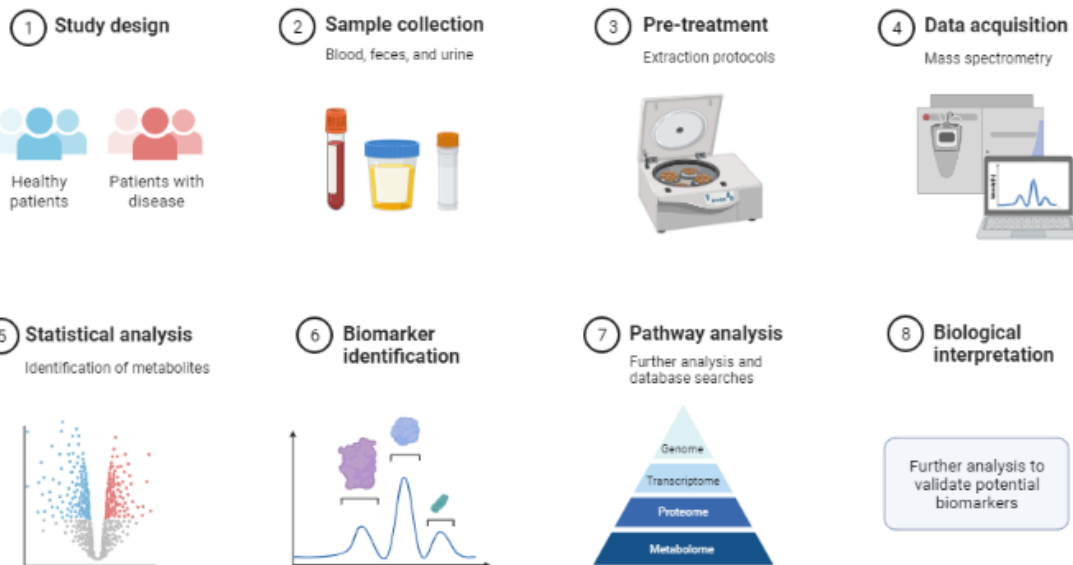 1 Study design
Healthy
patients
Patients with
disease
2 Sample collection
Blood, feces, and urine
3 Pre-treatment
Extraction protocols
4 Data acquisition
Mass spectrometry
5 Statistical analysis
Identification of metabolites
6 Biomarker
identification
7 Pathway analysis
Further analysis and
database searches
Genome
Transcriptome
Proteome
Metabolome
8 Biological
interpretation
Further analysis to
validate potential
biomarkers